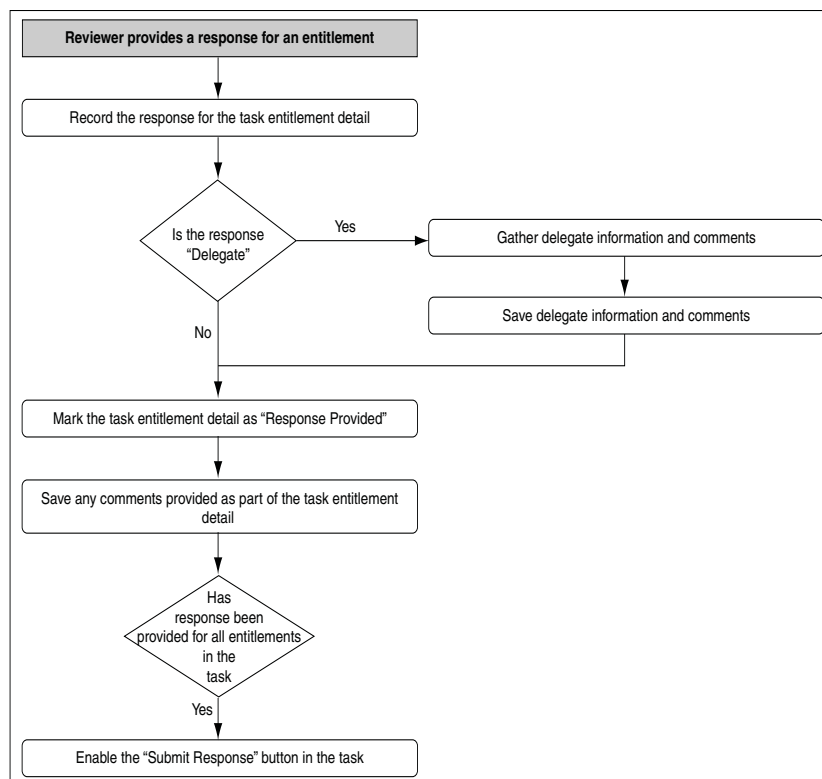 Reviewer provides a response for an entitlement
Record the response for the task entitlement detail
Is the response
“Delegate”
Yes
Gather delegate information and comments
Save delegate information and comments
No
Mark the task entitlement detail as “Response Provided”
Save any comments provided as part of the task entitlement
detail
Has
response been
provided for all entitlements
in the
task
Yes
Enable the “Submit Response” button in the task